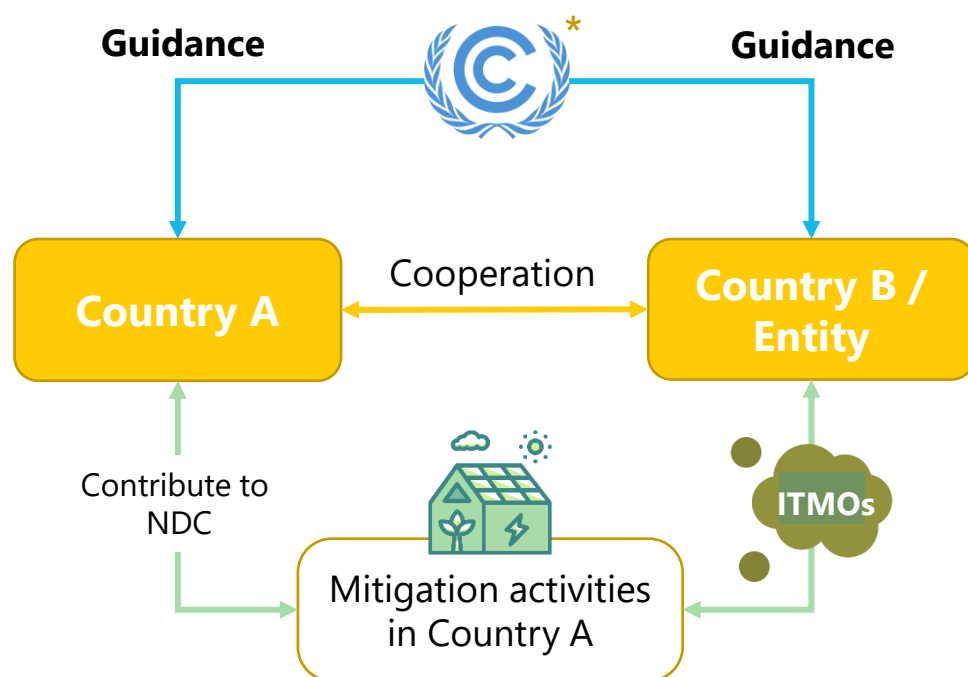 Guidance
*
Guidance
Country A
Cooperation
Country B /
Entity
Contribute to
NDC
ITMOs
Mitigation activities
in Country A